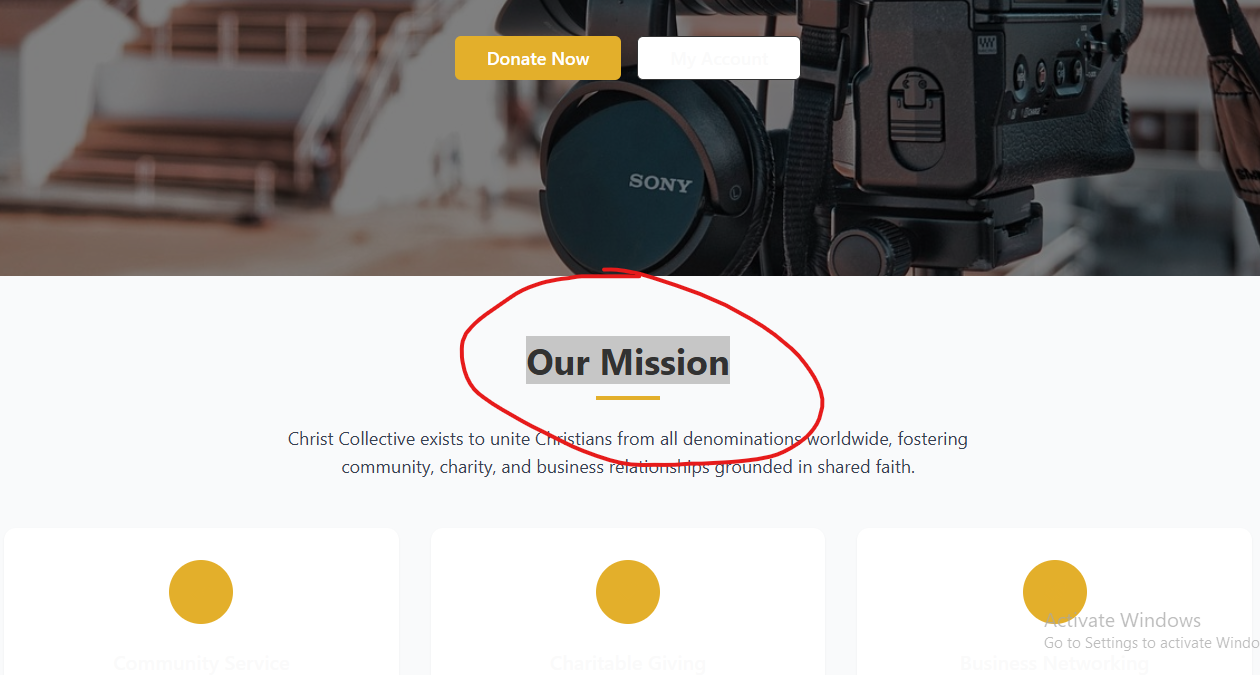 Donate Now
My Account
SONY
Our Mission
Christ Collective exists to unite Christians from all denominations worldwide, fostering
community, charity, and business relationships grounded in shared faith.
Activate Windows
Go to Settings to activate Windo
Community Service
Charitable Giving
Business Networking